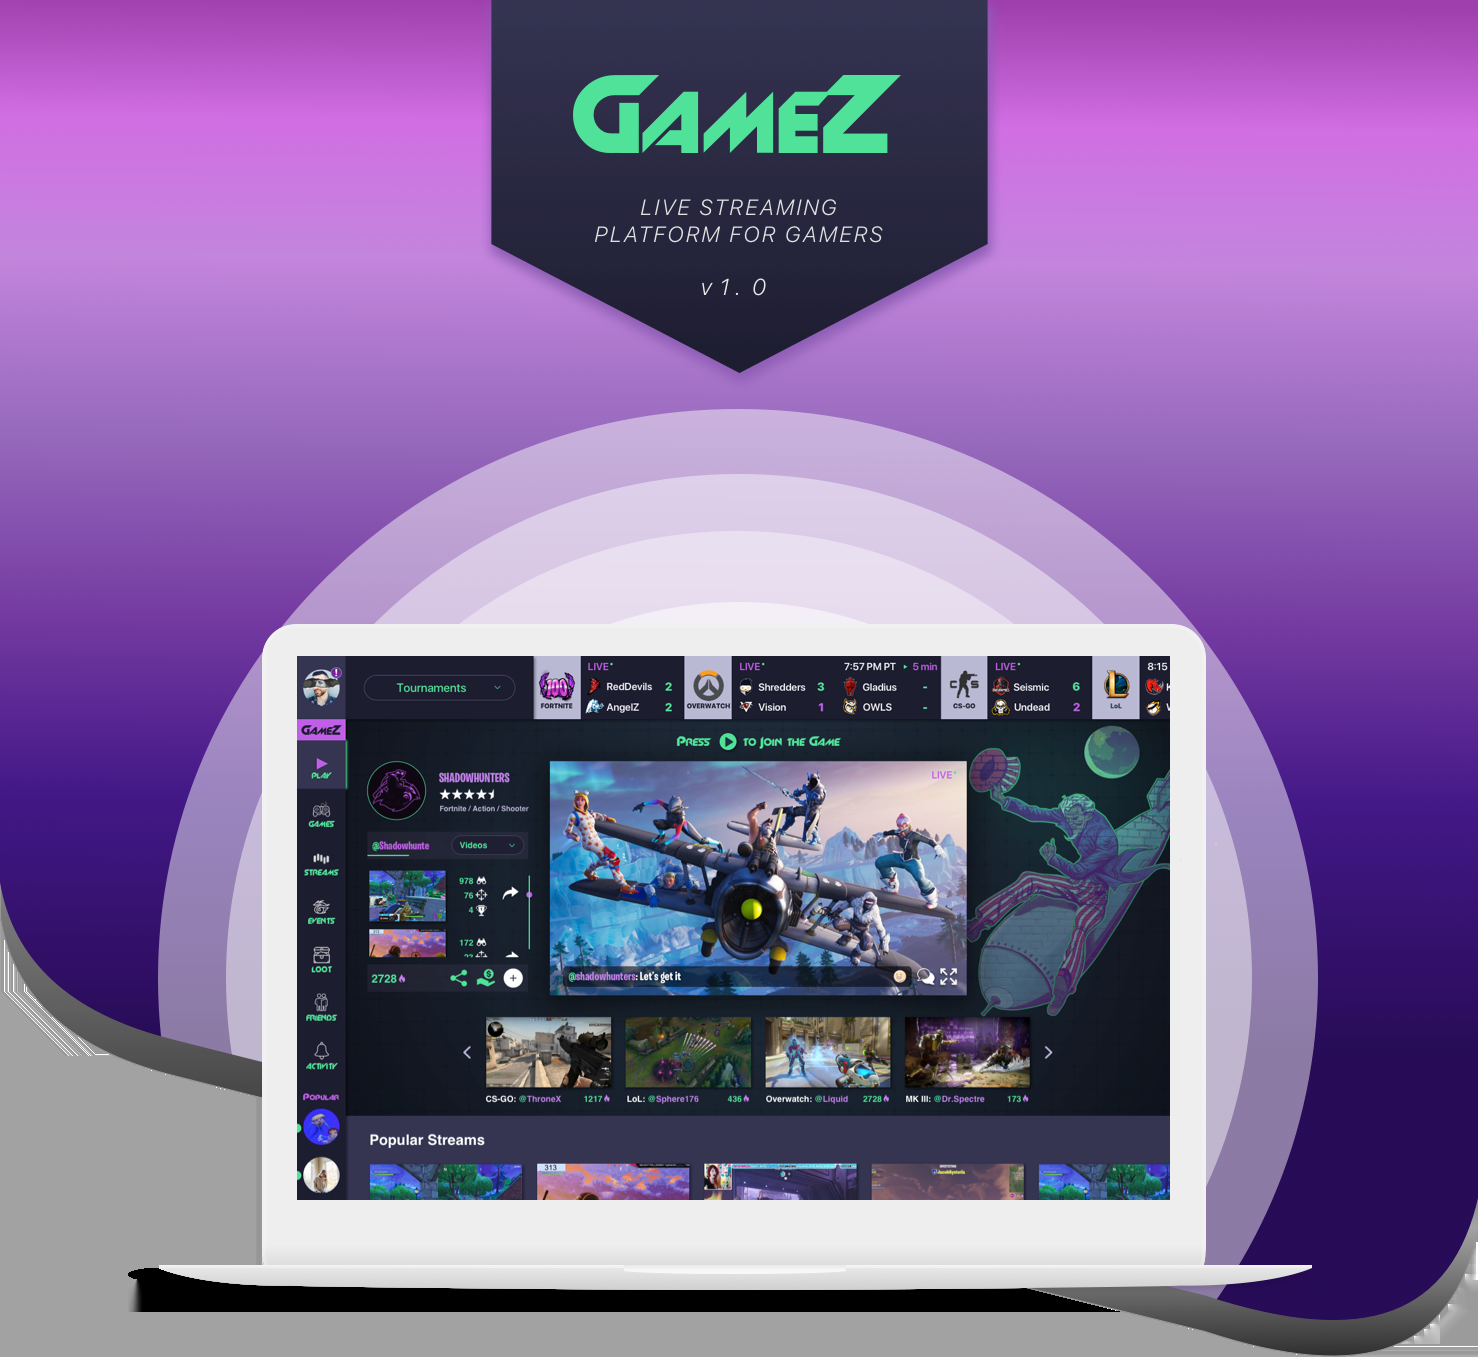 GAMEZ
LIVE STREAMING
PLATFORM FOR GAMERS
v1.0
Tournaments
100
FORTNITE
LIVE
RedDevils 2
AngelZ 2
OVERWATCH
LIVE
Shredders 3
Vision 1
7:57 PM PT 5 min
Gladius -
OWLS -
CS
CS-GO
LIVE
Seismic 6
Undead 2
LoL
8:15
GAMEZ
PLAY
GAMES
STREAMS
EVENTS
LOOT
FRIENDS
ACTIVITY
POPULAR
PRESS TO JOIN THE GAME
SHADOWHUNTERS
Fortnite / Action / Shooter
@Shadowhunte
Videos
978
76
4
172
2728
LIVE
@shadowhunters: Let's get it
CS-GO: @ThroneX 1217
LoL: @Sphere176 436
Overwatch: @Liquid 2728
MK III: @Dr.Spectre 173
Popular Streams
313